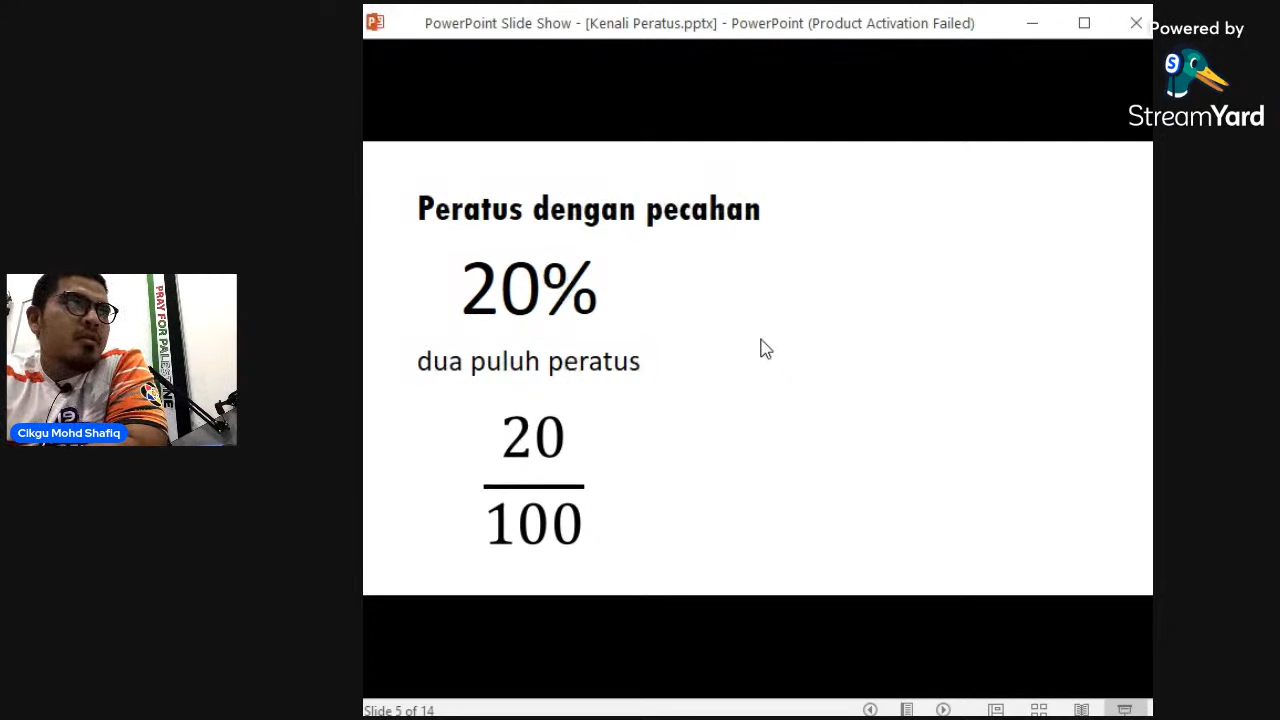 PowerPoint Slide Show - [Kenali Peratus.pptx] - PowerPoint (Product Activation Failed)
Powered by
StreamYard
Peratus dengan pecahan
20%
dua puluh peratus
20
100
PRAY FOR PALESTINE
Cikgu Mohd Shafiq
Slide 5 of 14